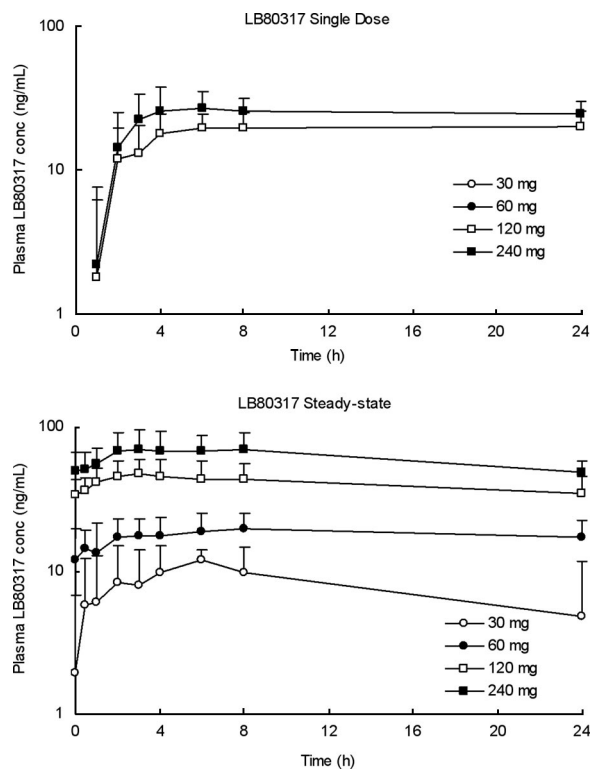 LB80317 Single Dose
100
10
1
Plasma LB80317 conc (ng/mL)
30 mg
60 mg
120 mg
240 mg
0 4 8 12 16 20 24
Time (h)
LB80317 Steady-state
100
10
1
Plasma LB80317 conc (ng/mL)
30 mg
60 mg
120 mg
240 mg
0 4 8 12 16 20 24
Time (h)